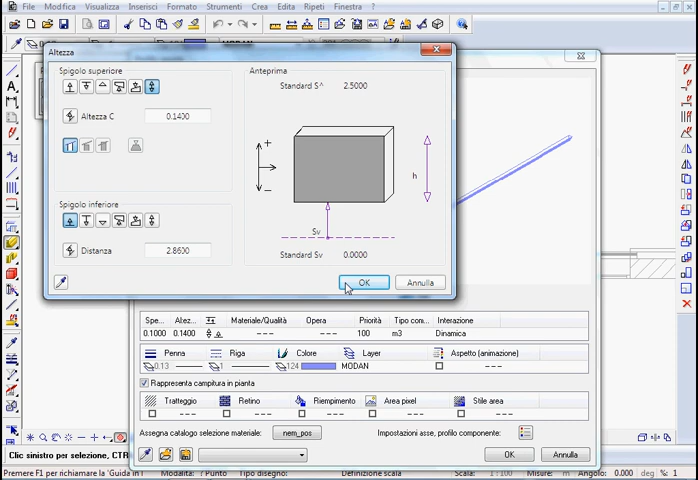 File Modifica Visualizza Inserisci Formato Strumenti Crea Ripeti Finestra ?
MODAN
Altezza
Spigolo superiore
Altezza C 0.1400
Spigolo inferiore
Distanza 2.8600
Anteprima
Standard S^ 2.5000
+
h
-
Sv
Standard Sv 0.0000
OK Annulla
Spe... Altez... Materiale/Qualità Opera Priorità Tipo com... Interazione
0.1000 0.1400 --- --- 100 m3 Dinamica
Penna Riga Colore Layer Aspetto (animazione)
0.13 1 124 MODAN
Rappresenta campitura in pianta
Tratteggio Retino Riempimento Area pixel Stile area
Assegna catalogo selezione materiale: nem_pos Impostazioni asse, profilo componente:
OK Annulla
Clic sinistro per selezionare, CTR
Premere F1 per richiamare la 'Guida in l Modalità: ? Punto Tipo disegno: Definizione scala 1 : 100 Misure: m Angolo: 0.000 deg %: 1